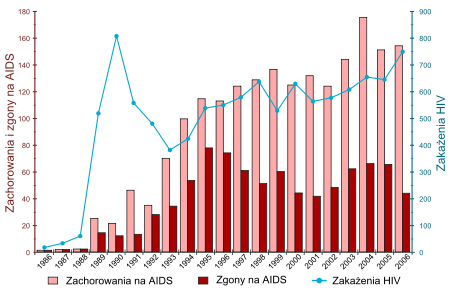 180 900
160 800
140 700
120 600
100 500
80 400
60 300
40 200
20 100
0 0
Zachorowania i zgony na AIDS
Zakażenia HIV
1986 1987 1988 1989 1990 1991 1992 1993 1994 1995 1996 1997 1998 1999 2000 2001 2002 2003 2004 2005 2006
Zachorowania na AIDS Zgony na AIDS Zakażenia HIV